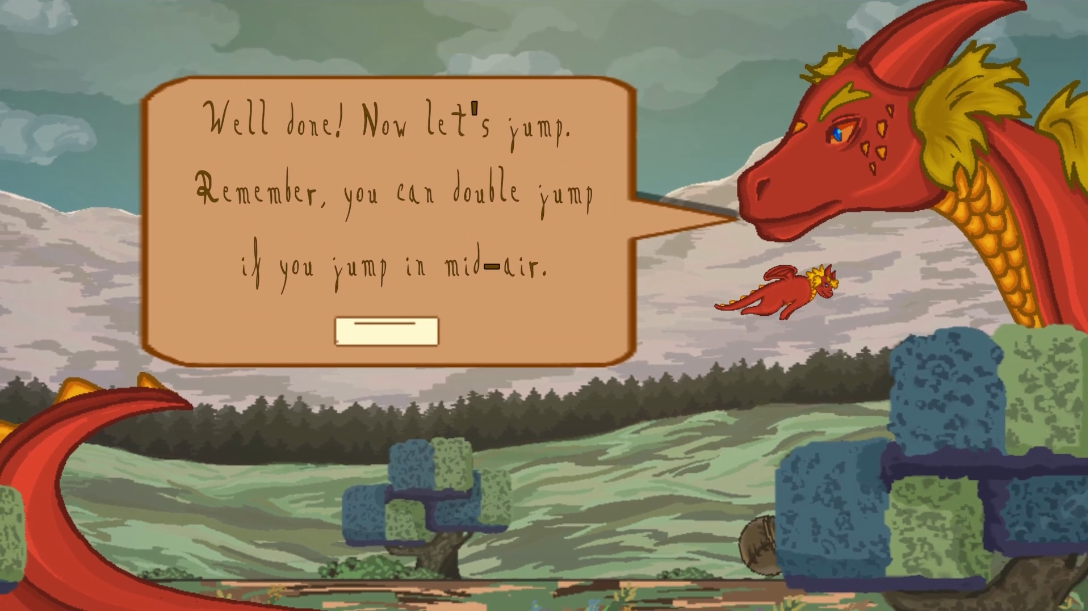 Well done! Now let's jump.
Remember, you can double jump
if you jump in mid-air.